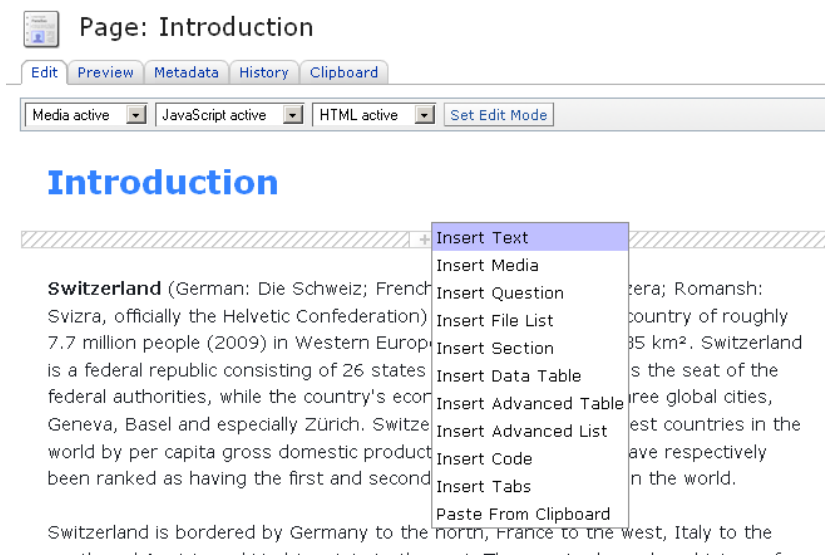 Page: Introduction
Edit Preview Metadata History Clipboard
Media active JavaScript active HTML active Set Edit Mode
Introduction
+
Insert Text
Insert Media
Insert Question
Insert File List
Insert Section
Insert Data Table
Insert Advanced Table
Insert Advanced List
Insert Code
Insert Tabs
Paste From Clipboard
Switzerland (German: Die Schweiz; French zera; Romansh:
Svizra, officially the Helvetic Confederation) country of roughly
7.7 million people (2009) in Western Europ 85 km². Switzerland
is a federal republic consisting of 26 states s the seat of the
federal authorities, while the country's econ ree global cities,
Geneva, Basel and especially Zürich. Switze est countries in the
world by per capita gross domestic product ave respectively
been ranked as having the first and second n the world.
Switzerland is bordered by Germany to the north, France to the west, Italy to the